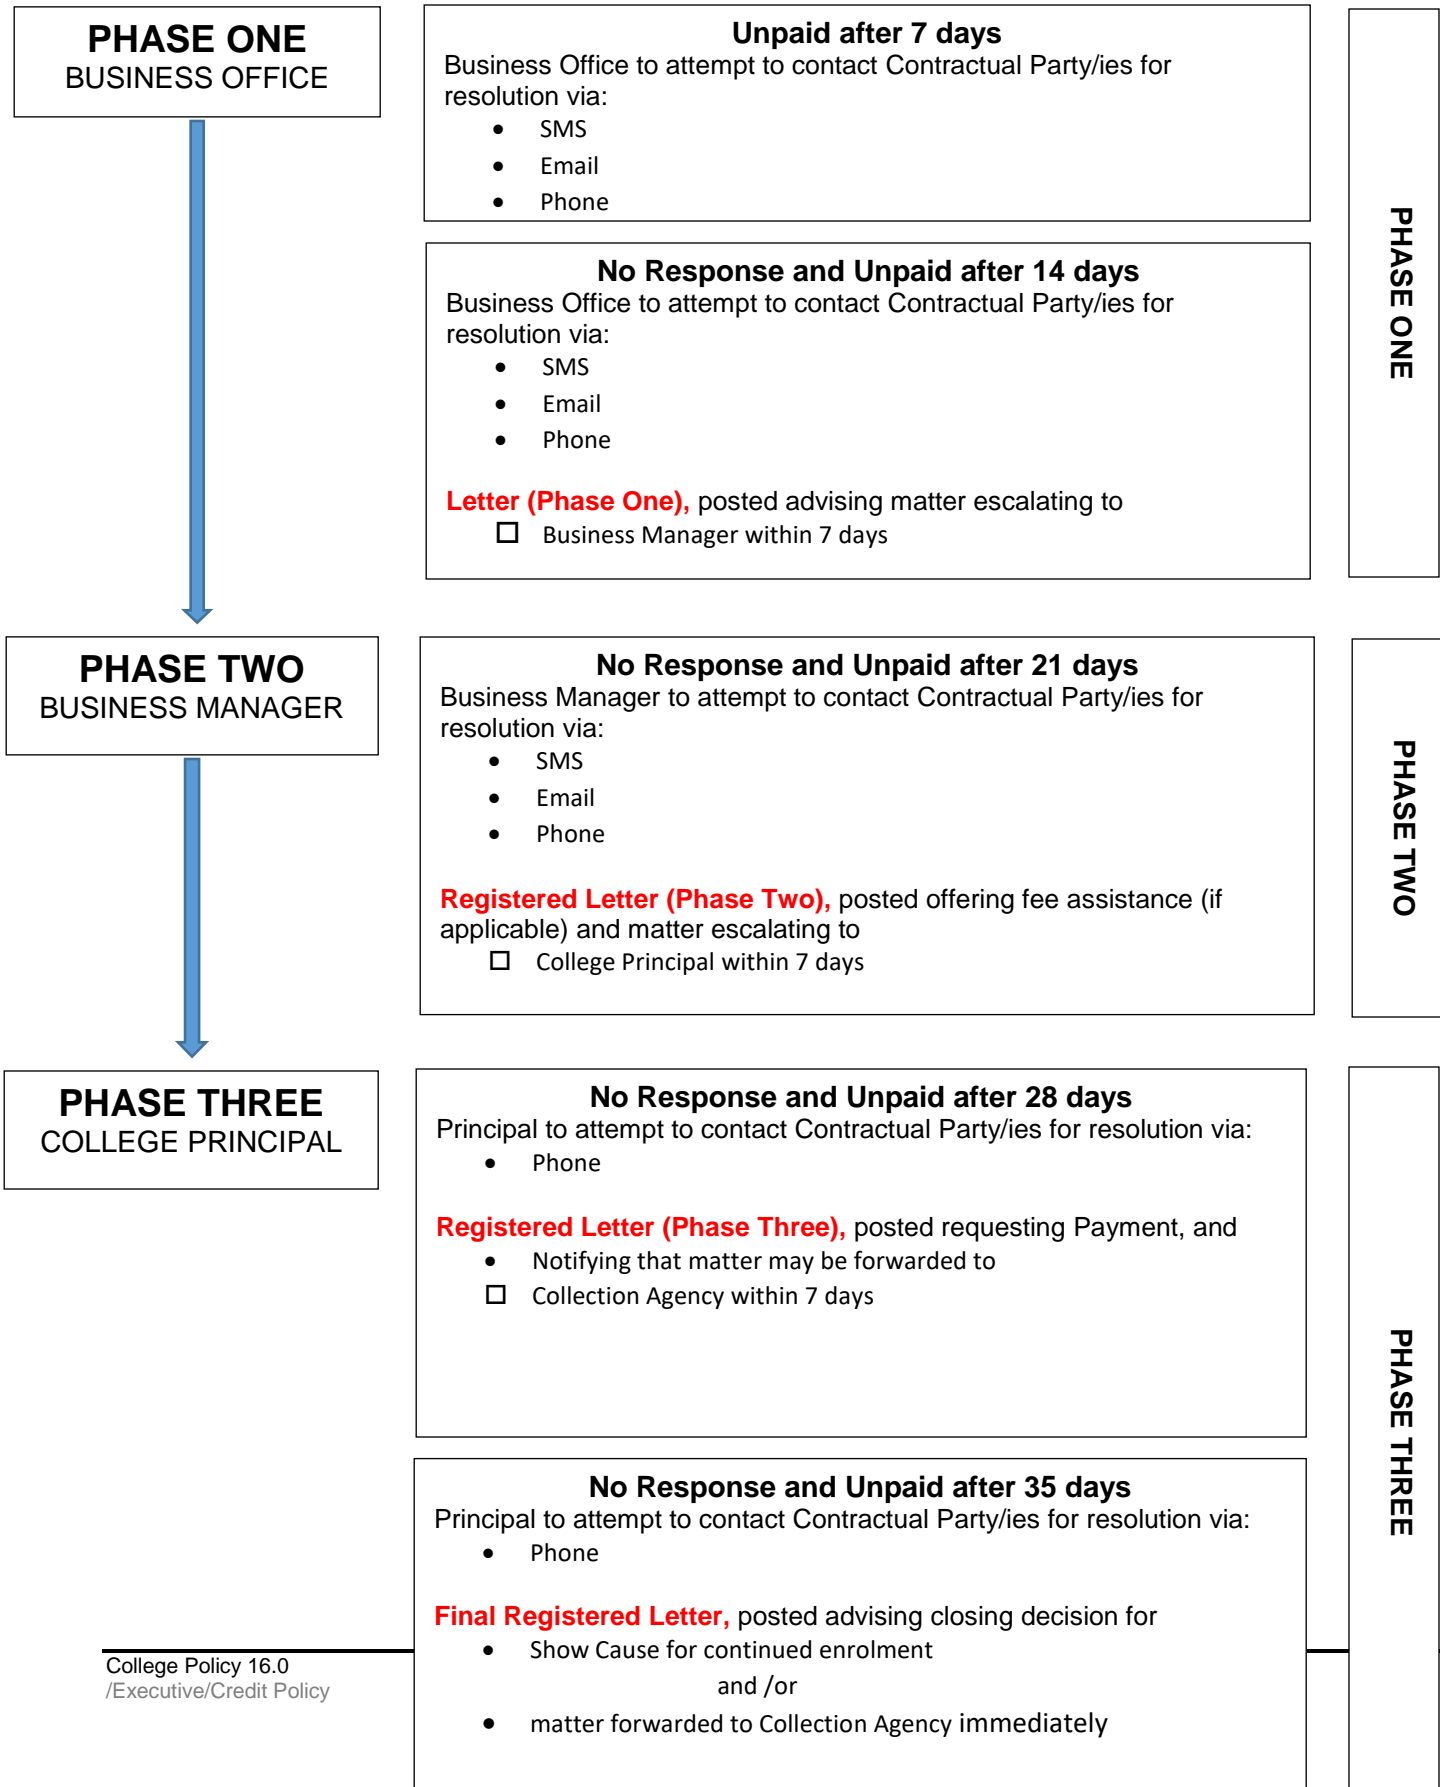 PHASE ONE
BUSINESS OFFICE
Unpaid after 7 days
Business Office to attempt to contact Contractual Party/ies for
resolution via:
• SMS
• Email
• Phone
No Response and Unpaid after 14 days
Business Office to attempt to contact Contractual Party/ies for
resolution via:
• SMS
• Email
• Phone
Letter (Phase One), posted advising matter escalating to
☐ Business Manager within 7 days
PHASE ONE
PHASE TWO
BUSINESS MANAGER
No Response and Unpaid after 21 days
Business Manager to attempt to contact Contractual Party/ies for
resolution via:
• SMS
• Email
• Phone
Registered Letter (Phase Two), posted offering fee assistance (if
applicable) and matter escalating to
☐ College Principal within 7 days
PHASE TWO
PHASE THREE
COLLEGE PRINCIPAL
No Response and Unpaid after 28 days
Principal to attempt to contact Contractual Party/ies for resolution via:
• Phone
Registered Letter (Phase Three), posted requesting Payment, and
• Notifying that matter may be forwarded to
☐ Collection Agency within 7 days
No Response and Unpaid after 35 days
Principal to attempt to contact Contractual Party/ies for resolution via:
• Phone
Final Registered Letter, posted advising closing decision for
• Show Cause for continued enrolment
and /or
• matter forwarded to Collection Agency immediately
PHASE THREE
College Policy 16.0
/Executive/Credit Policy